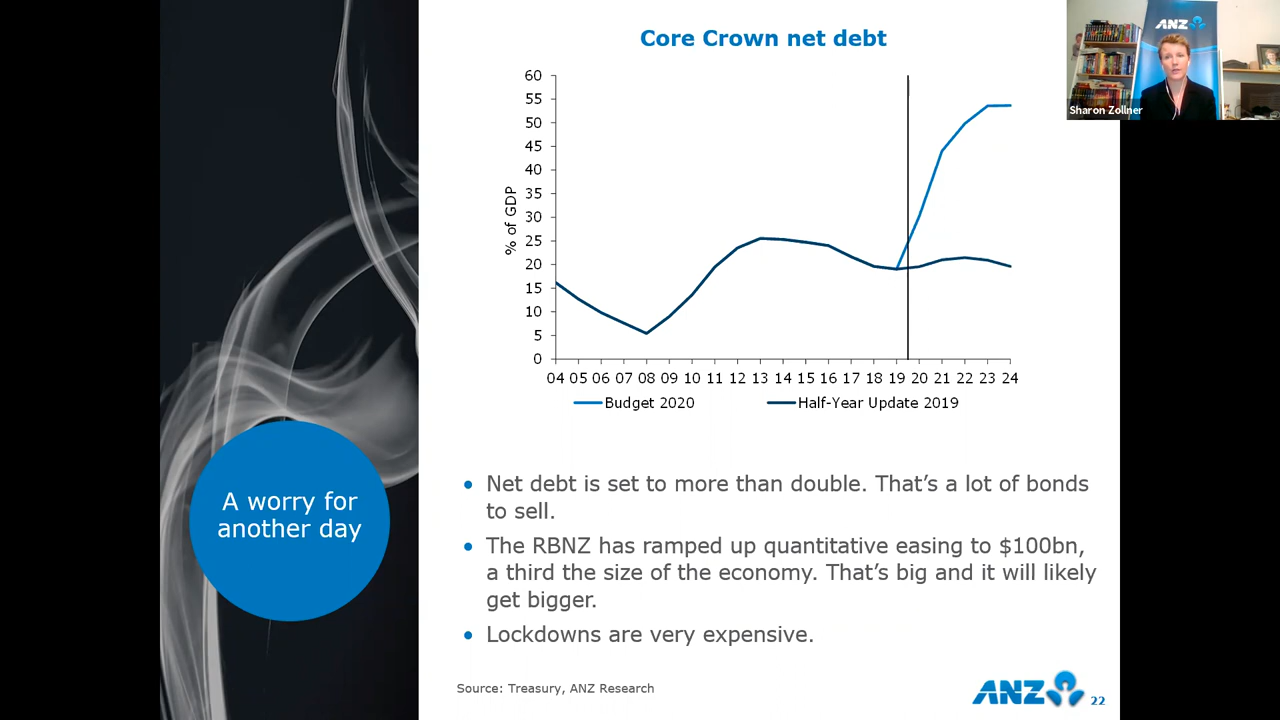 Core Crown net debt
ANZ
Sharon Zollner
60
55
50
45
40
35
30
25
20
15
10
5
0
% of GDP
04 05 06 07 08 09 10 11 12 13 14 15 16 17 18 19 20 21 22 23 24
Budget 2020 Half-Year Update 2019
A worry for
another day
• Net debt is set to more than double. That's a lot of bonds
to sell.
• The RBNZ has ramped up quantitative easing to $100bn,
a third the size of the economy. That's big and it will likely
get bigger.
• Lockdowns are very expensive.
Source: Treasury, ANZ Research
ANZ
22